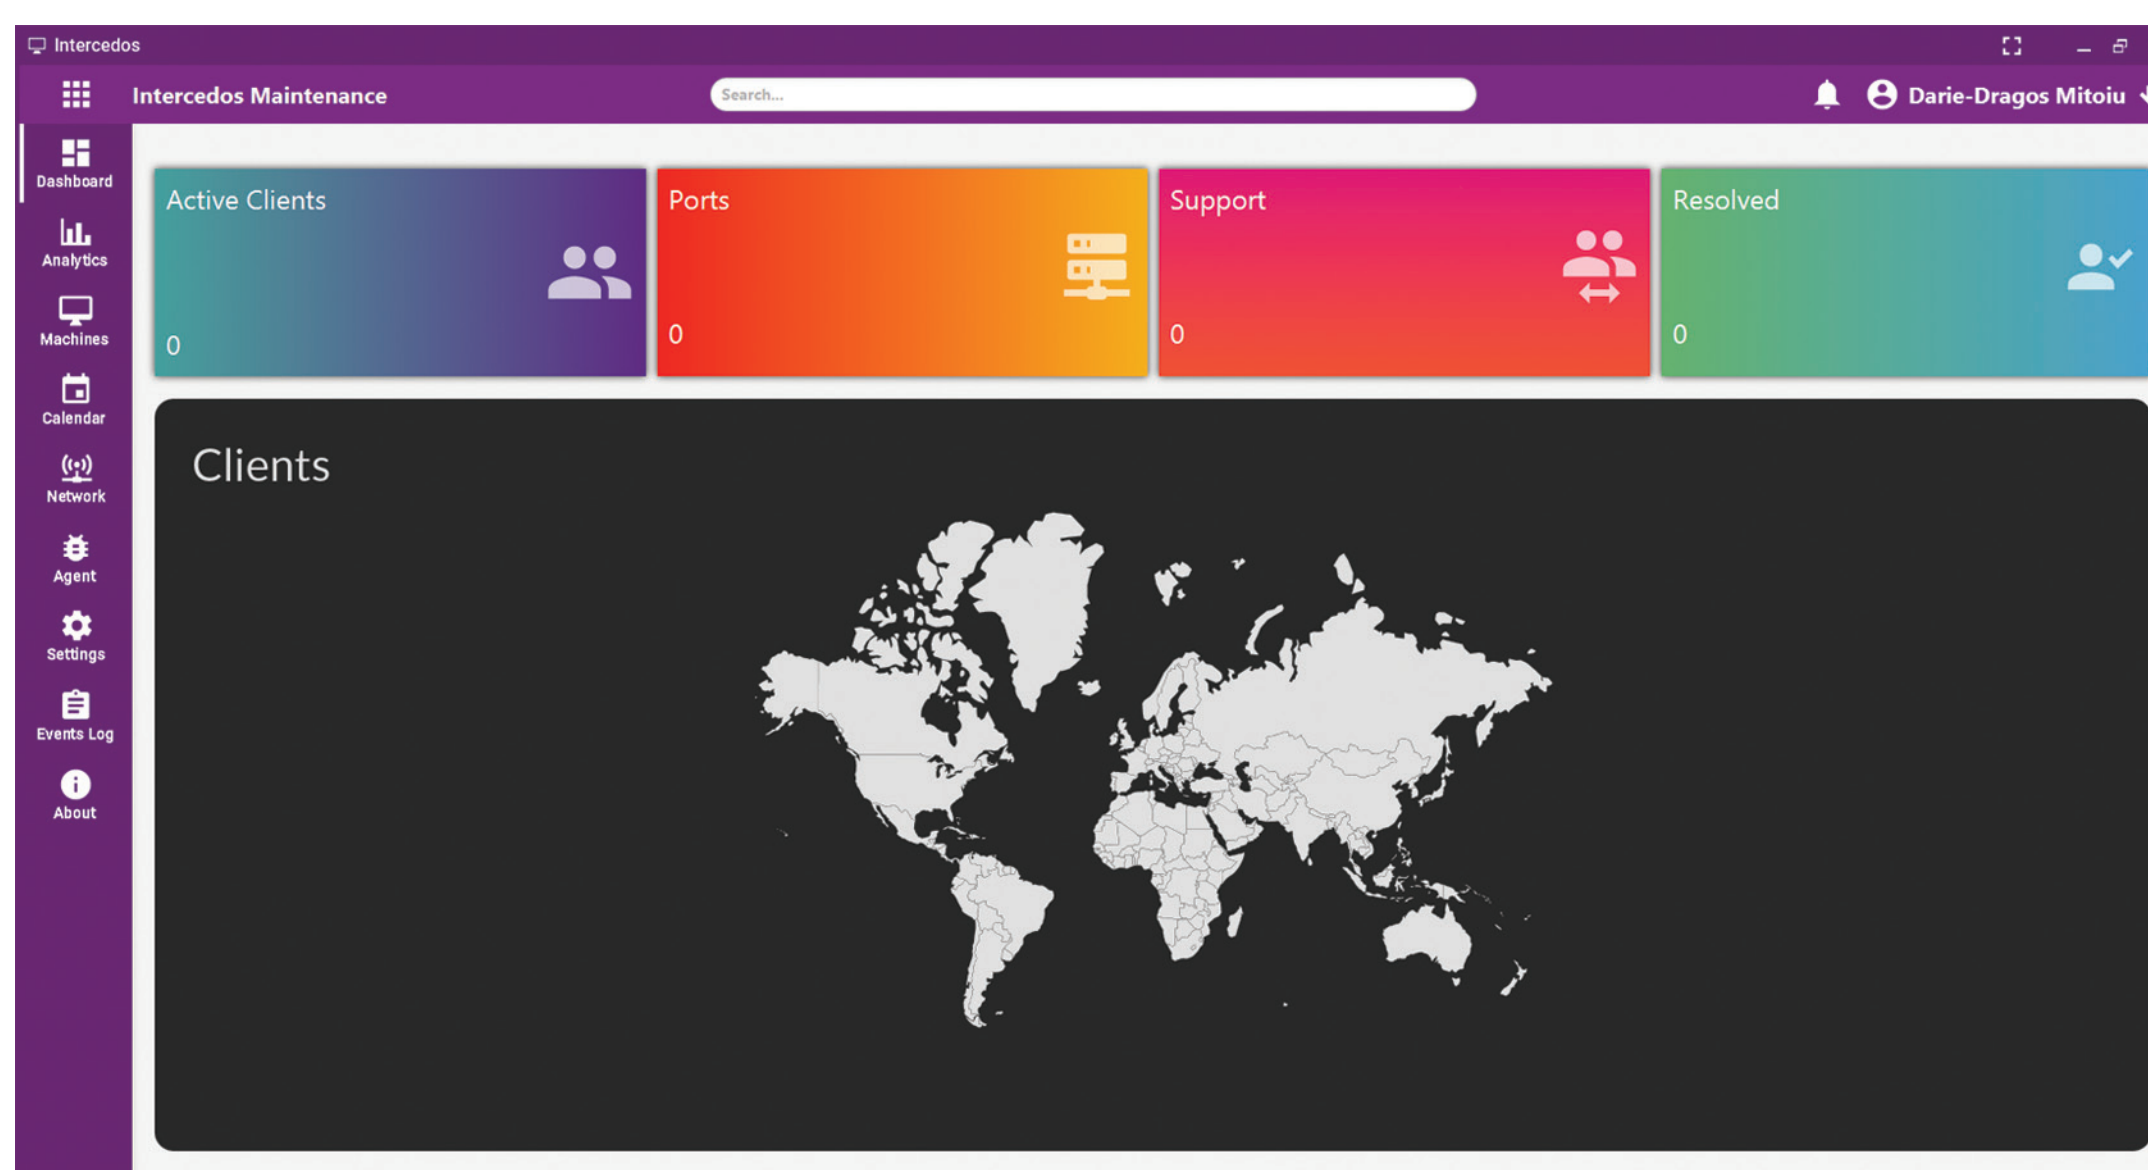 Intercedos
Intercedos Maintenance
Search...
Darie-Dragos Mitoiu
Dashboard
Analytics
Machines
Calendar
Network
Agent
Settings
Events Log
About
Active Clients
0
Ports
0
Support
0
Resolved
0
Clients